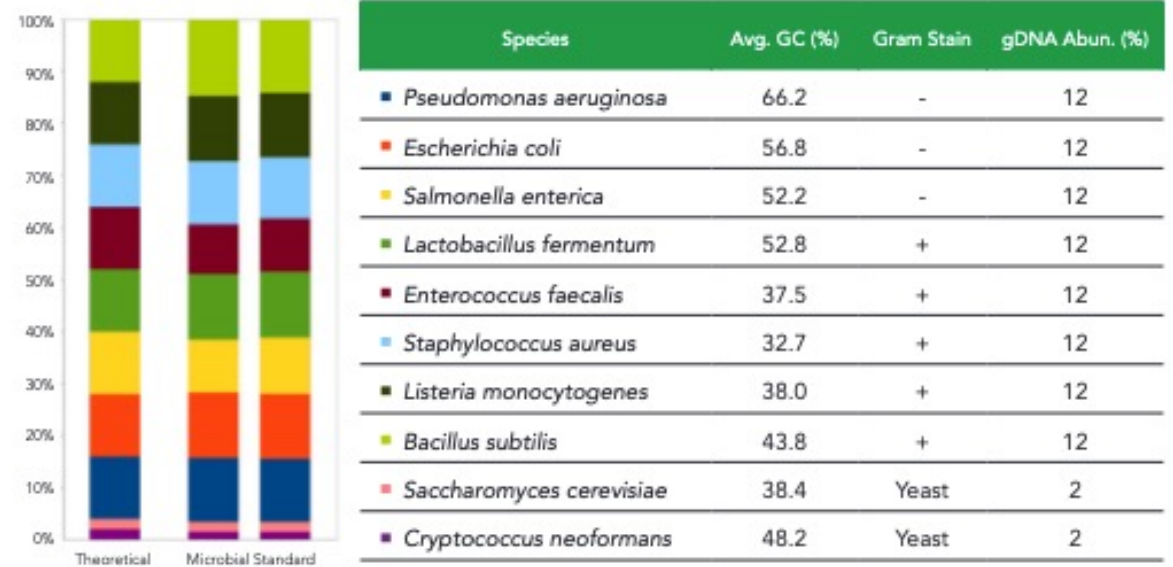 100%
90%
80%
70%
60%
50%
40%
30%
20%
10%
0%
Theoretical Microbial Standard
Species Avg. GC (%) Gram Stain gDNA Abun. (%)
Pseudomonas aeruginosa 66.2 - 12
Escherichia coli 56.8 - 12
Salmonella enterica 52.2 - 12
Lactobacillus fermentum 52.8 + 12
Enterococcus faecalis 37.5 + 12
Staphylococcus aureus 32.7 + 12
Listeria monocytogenes 38.0 + 12
Bacillus subtilis 43.8 + 12
Saccharomyces cerevisiae 38.4 Yeast 2
Cryptococcus neoformans 48.2 Yeast 2